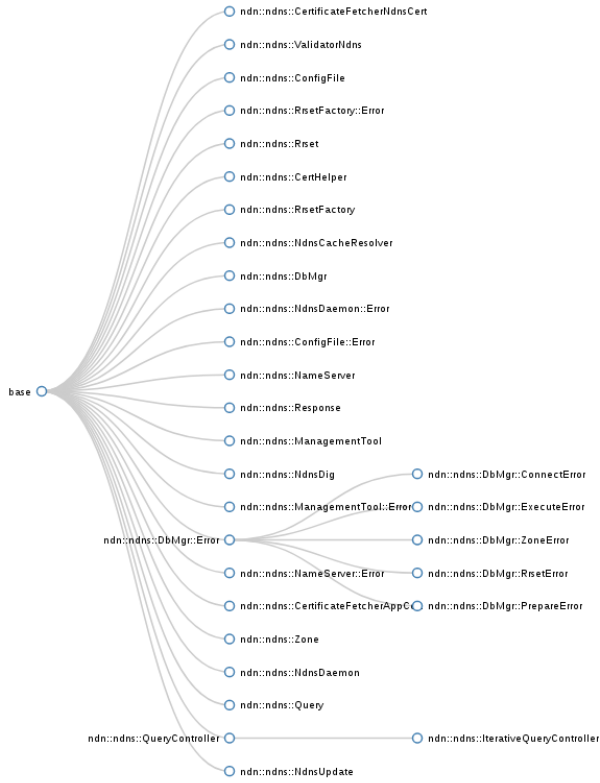 ndn::ndns::CertificateFetcherNdnsCert
ndn::ndns::ValidatorNdns
ndn::ndns::ConfigFile
ndn::ndns::RrsetFactory::Error
ndn::ndns::Rrset
ndn::ndns::CertHelper
ndn::ndns::RrsetFactory
ndn::ndns::NdnsCacheResolver
ndn::ndns::DbMgr
ndn::ndns::NdnsDaemon::Error
ndn::ndns::ConfigFile::Error
ndn::ndns::NameServer
base
ndn::ndns::Response
ndn::ndns::ManagementTool
ndn::ndns::NdnsDig
ndn::ndns::DbMgr::ConnectError
ndn::ndns::ManagementTool::Error
ndn::ndns::DbMgr::ExecuteError
ndn::ndns::DbMgr::Error
ndn::ndns::DbMgr::ZoneError
ndn::ndns::NameServer::Error
ndn::ndns::DbMgr::RrsetError
ndn::ndns::CertificateFetcherAppC
ndn::ndns::DbMgr::PrepareError
ndn::ndns::Zone
ndn::ndns::NdnsDaemon
ndn::ndns::Query
ndn::ndns::QueryController
ndn::ndns::IterativeQueryController
ndn::ndns::NdnsUpdate